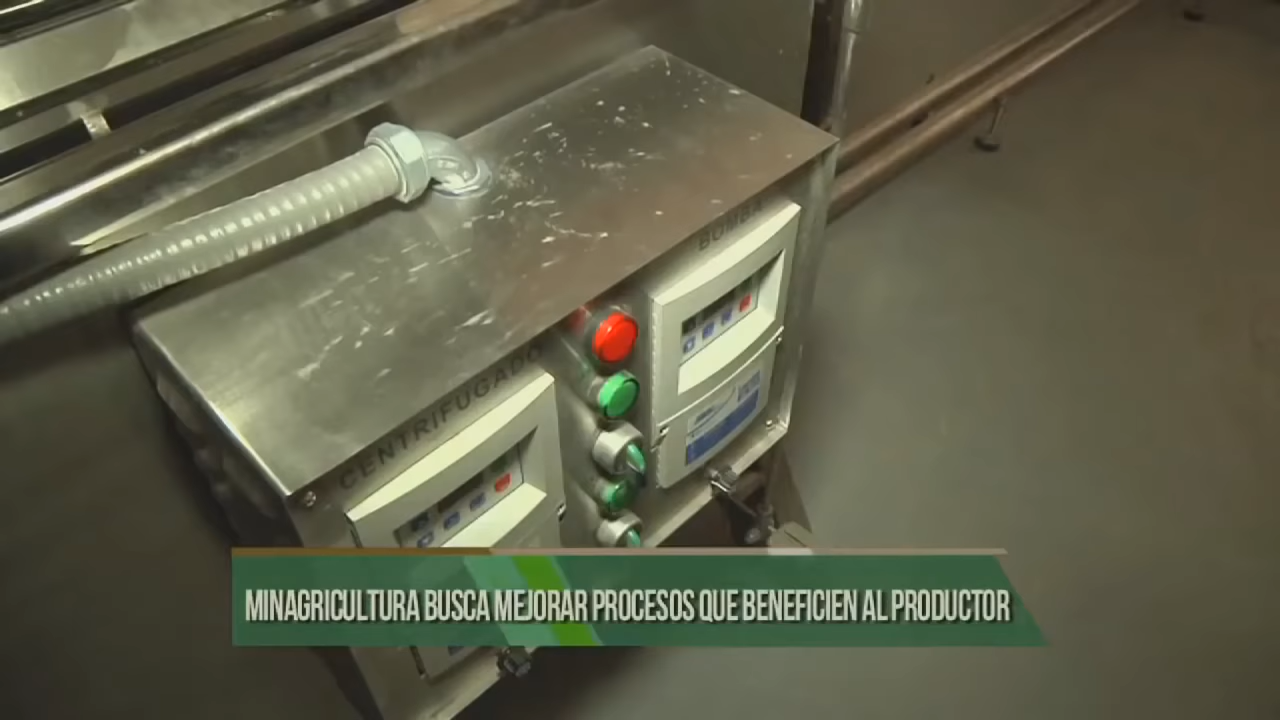 BOMBA
CENTRIFUGADO
MINAGRICULTURA BUSCA MEJORAR PROCESOS QUE BENEFICIEN AL PRODUCTOR